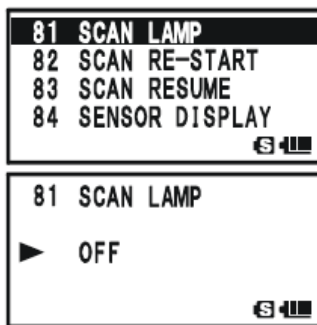 81 SCAN LAMP
82 SCAN RE-START
83 SCAN RESUME
84 SENSOR DISPLAY
S
81 SCAN LAMP
▶ OFF
S